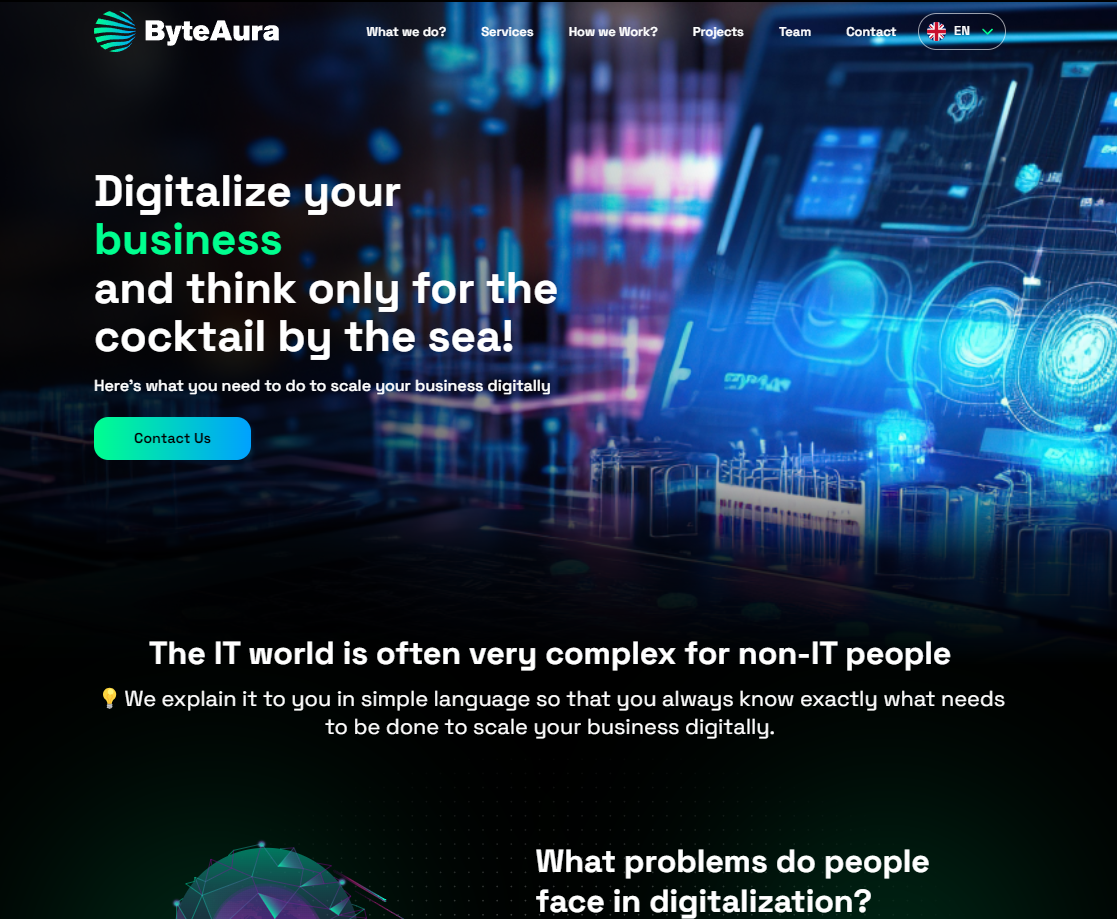 ByteAura
What we do?
Services
How we Work?
Projects
Team
Contact
EN
Digitalize your
business
and think only for the
cocktail by the sea!
Here's what you need to do to scale your business digitally
Contact Us
The IT world is often very complex for non-IT people
💡 We explain it to you in simple language so that you always know exactly what needs
to be done to scale your business digitally.
What problems do people
face in digitalization?